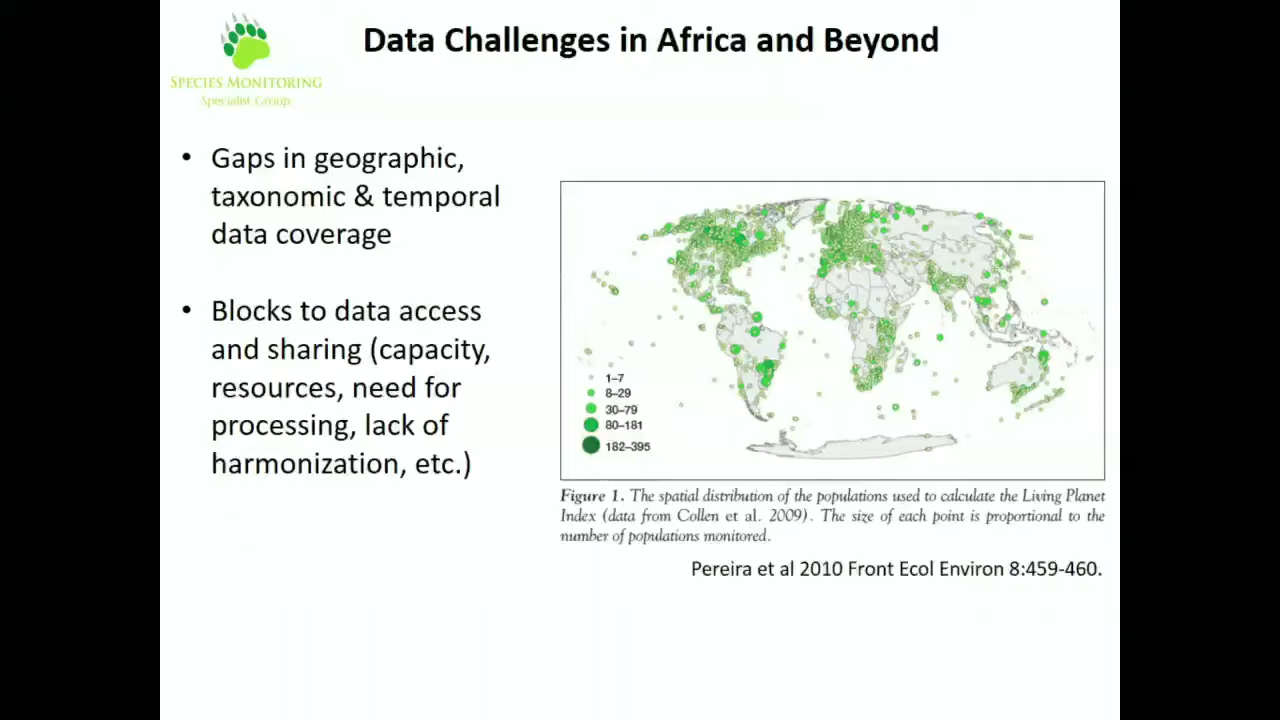 Data Challenges in Africa and Beyond
SPECIES MONITORING
Specialist Group
• Gaps in geographic,
taxonomic & temporal
data coverage
• Blocks to data access
and sharing (capacity,
resources, need for
processing, lack of
harmonization, etc.)
1–7
8–29
30–79
80–181
182–395
Figure 1. The spatial distribution of the populations used to calculate the Living Planet
Index (data from Collen et al. 2009). The size of each point is proportional to the
number of populations monitored.
Pereira et al 2010 Front Ecol Environ 8:459-460.